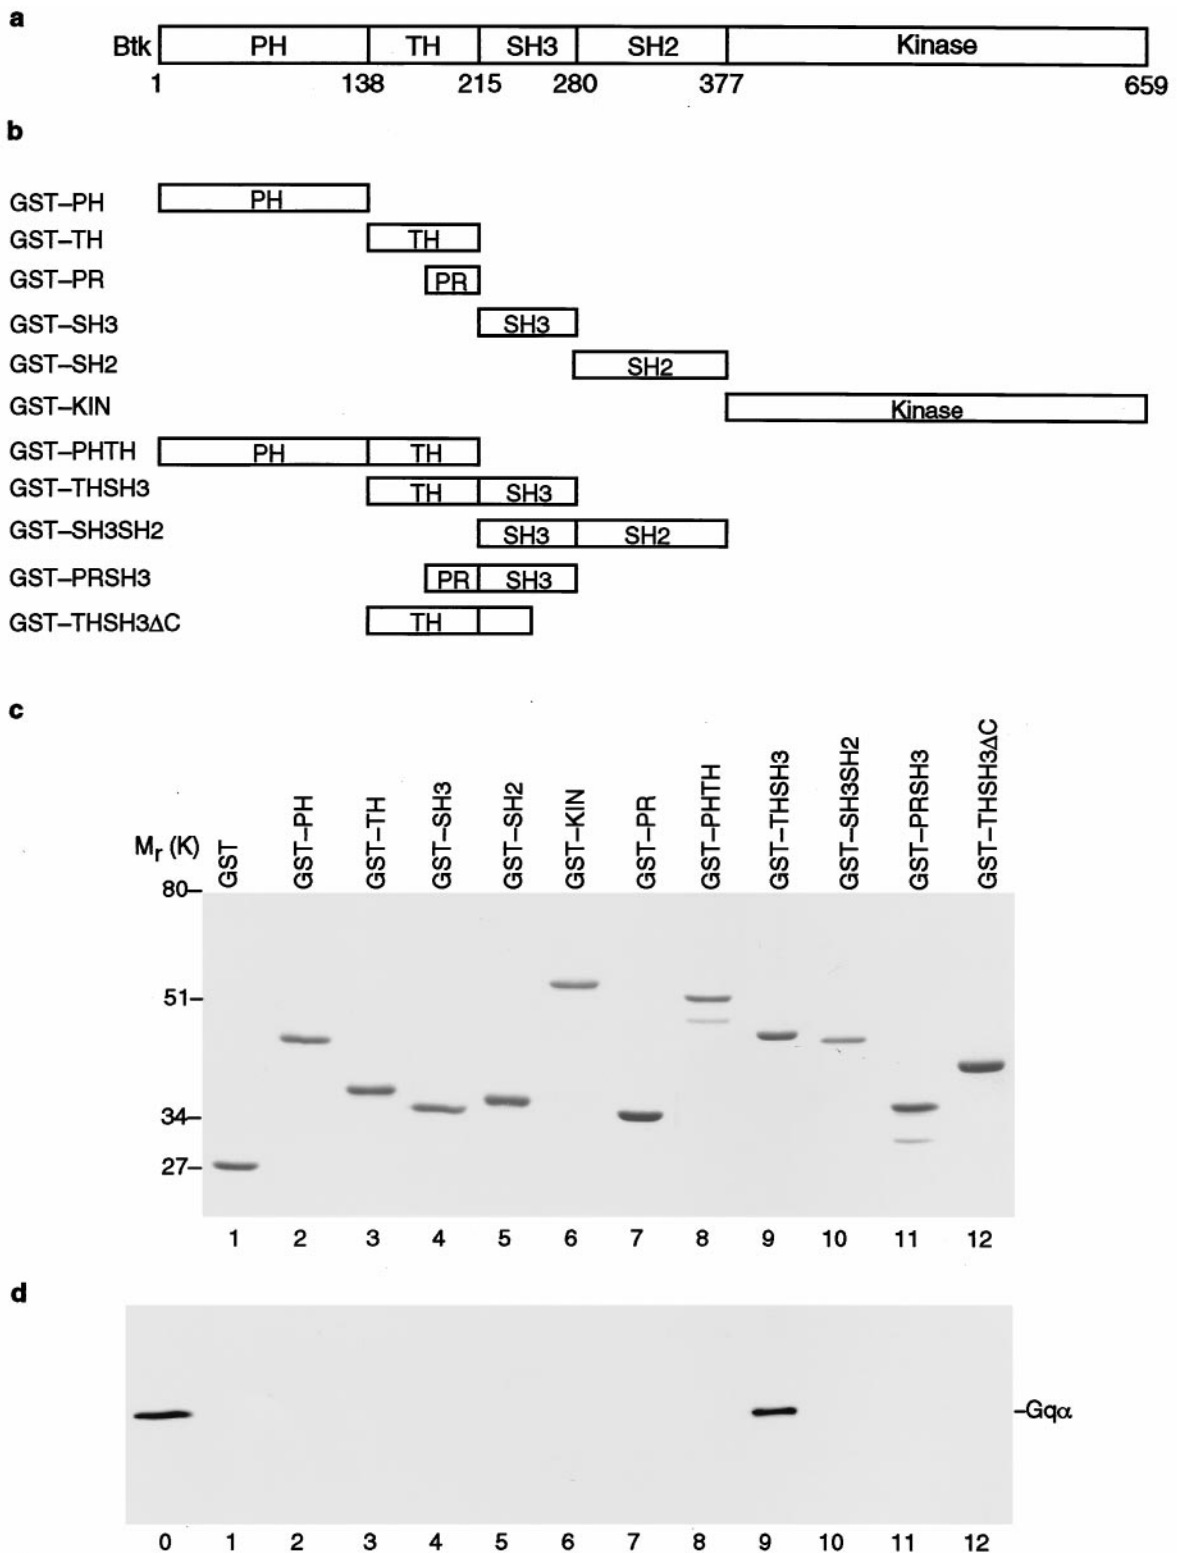 a
Btk PH TH SH3 SH2 Kinase
1 138 215 280 377 659
b
GST–PH PH
GST–TH TH
GST–PR PR
GST–SH3 SH3
GST–SH2 SH2
GST–KIN Kinase
GST–PHTH PH TH
GST–THSH3 TH SH3
GST–SH3SH2 SH3 SH2
GST–PRSH3 PR SH3
GST–THSH3ΔC TH
c
Mr (K) GST GST–PH GST–TH GST–SH3 GST–SH2 GST–KIN GST–PR GST–PHTH GST–THSH3 GST–SH3SH2 GST–PRSH3 GST–THSH3ΔC
80–
51–
34–
27–
1 2 3 4 5 6 7 8 9 10 11 12
d
–Gqα
0 1 2 3 4 5 6 7 8 9 10 11 12